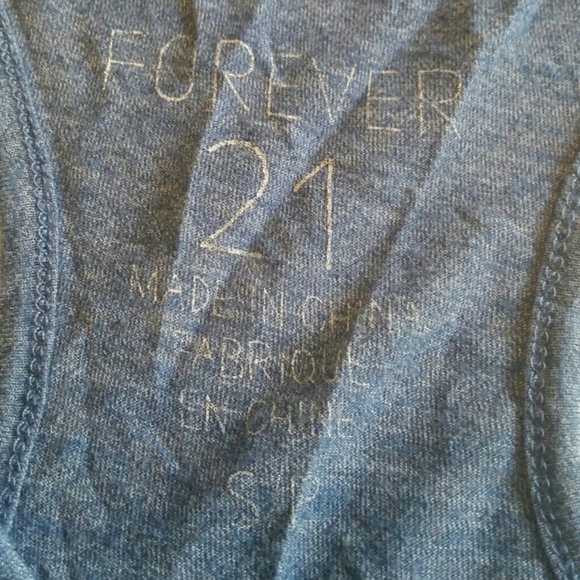 FOREVER
21
MADE IN CHINA
FABRIQUE
EN CHINE
S/P